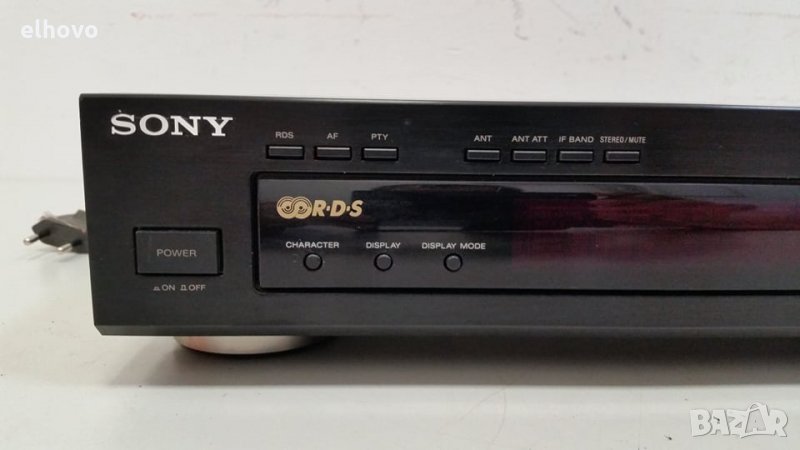 elhovo
SONY
RDS AF PTY ANT ANT ATT IF BAND STEREO/MUTE
R·D·S
CHARACTER DISPLAY DISPLAY MODE
POWER
ON OFF
BAZAR